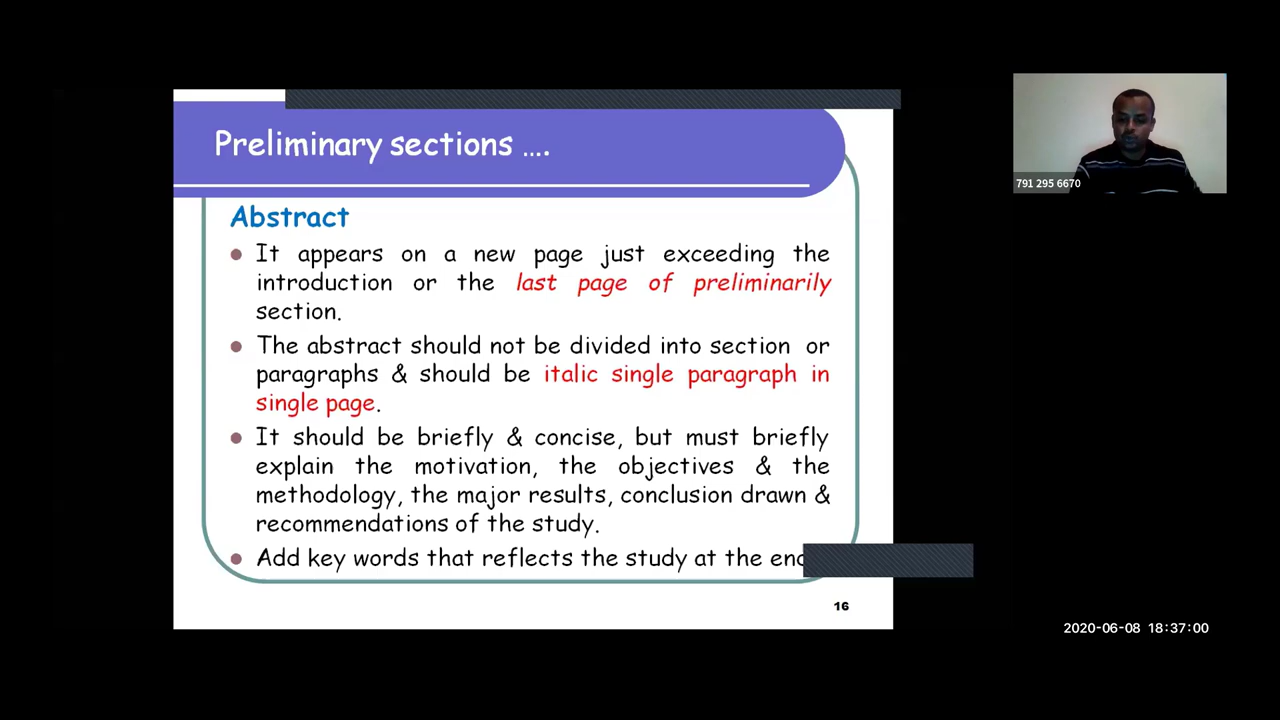 Preliminary sections ....
Abstract
It appears on a new page just exceeding the
introduction or the last page of preliminarily
section.
The abstract should not be divided into section or
paragraphs & should be italic single paragraph in
single page.
It should be briefly & concise, but must briefly
explain the motivation, the objectives & the
methodology, the major results, conclusion drawn &
recommendations of the study.
Add key words that reflects the study at the
16
791 295 6670
2020-06-08 18:37:00